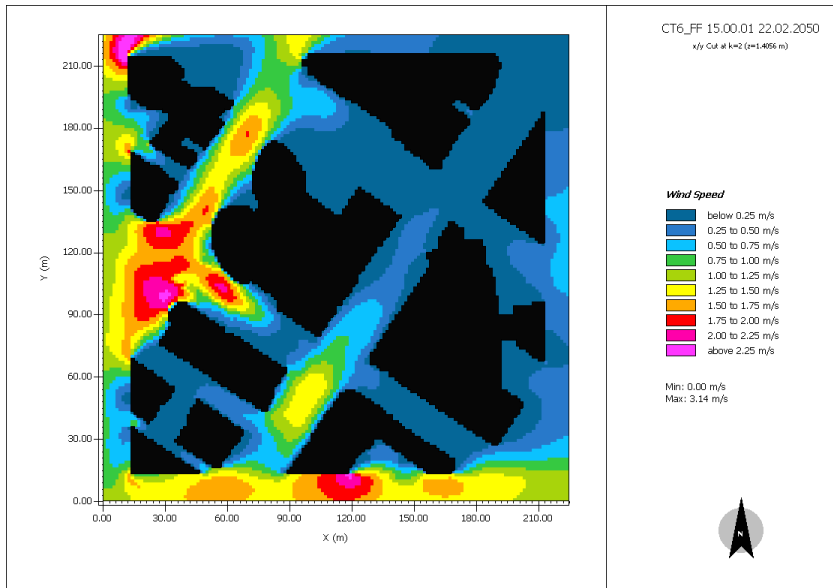 CT6_FF 15.00.01 22.02.2050
x/y Cut at k=2 (z=1.4056 m)
210.00
180.00
150.00
120.00
90.00
60.00
30.00
0.00
Y (m)
0.00 30.00 60.00 90.00 120.00 150.00 180.00 210.00
X (m)
Wind Speed
below 0.25 m/s
0.25 to 0.50 m/s
0.50 to 0.75 m/s
0.75 to 1.00 m/s
1.00 to 1.25 m/s
1.25 to 1.50 m/s
1.50 to 1.75 m/s
1.75 to 2.00 m/s
2.00 to 2.25 m/s
above 2.25 m/s
Min: 0.00 m/s
Max: 3.14 m/s
N